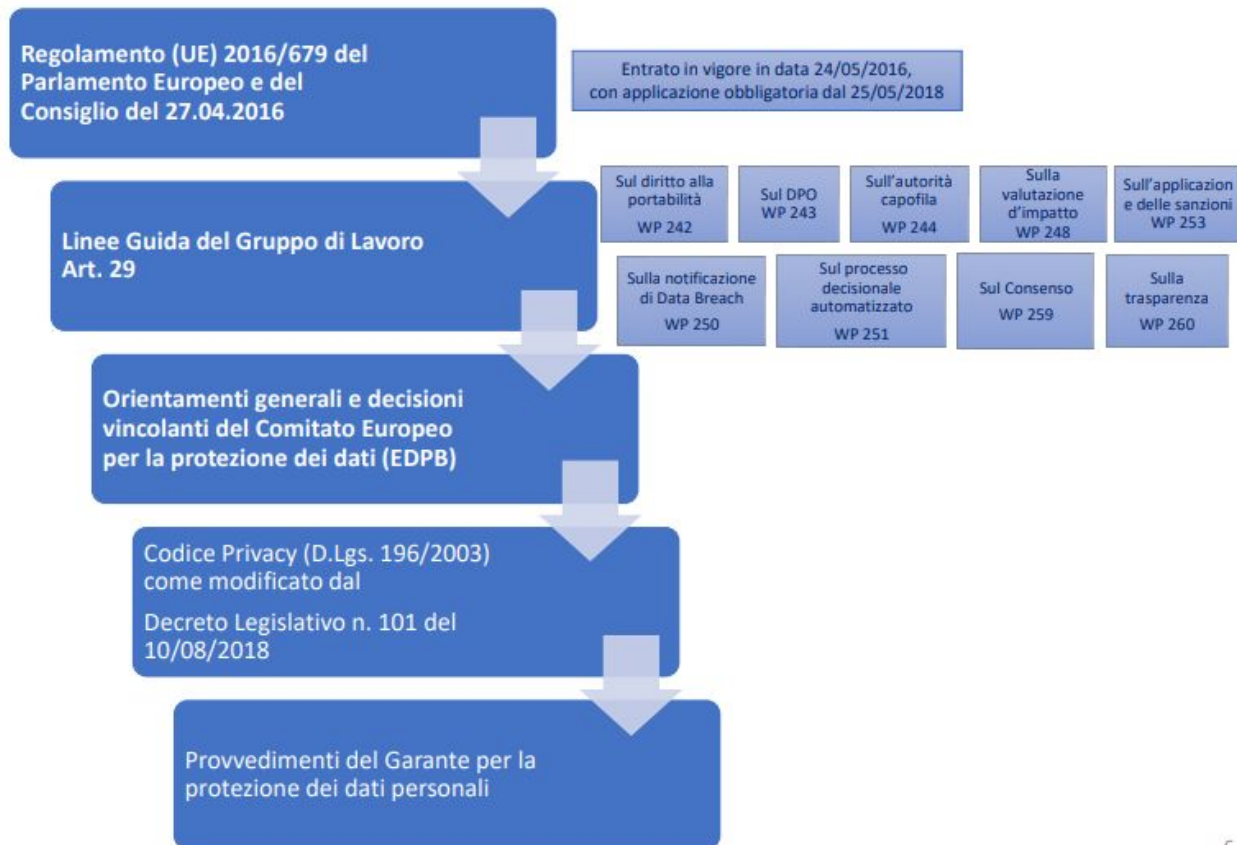 Regolamento (UE) 2016/679 del
Parlamento Europeo e del
Consiglio del 27.04.2016
Entrato in vigore in data 24/05/2016,
con applicazione obbligatoria dal 25/05/2018
Linee Guida del Gruppo di Lavoro
Art. 29
Sul diritto alla
portabilità
WP 242
Sul DPO
WP 243
Sull'autorità
capofila
WP 244
Sulla
valutazione
d'impatto
WP 248
Sull'applicazion
e delle sanzioni
WP 253
Sulla notificazione
di Data Breach
WP 250
Sul processo
decisionale
automatizzato
WP 251
Sul Consenso
WP 259
Sulla
trasparenza
WP 260
Orientamenti generali e decisioni
vincolanti del Comitato Europeo
per la protezione dei dati (EDPB)
Codice Privacy (D.Lgs. 196/2003)
come modificato dal
Decreto Legislativo n. 101 del
10/08/2018
Provvedimenti del Garante per la
protezione dei dati personali